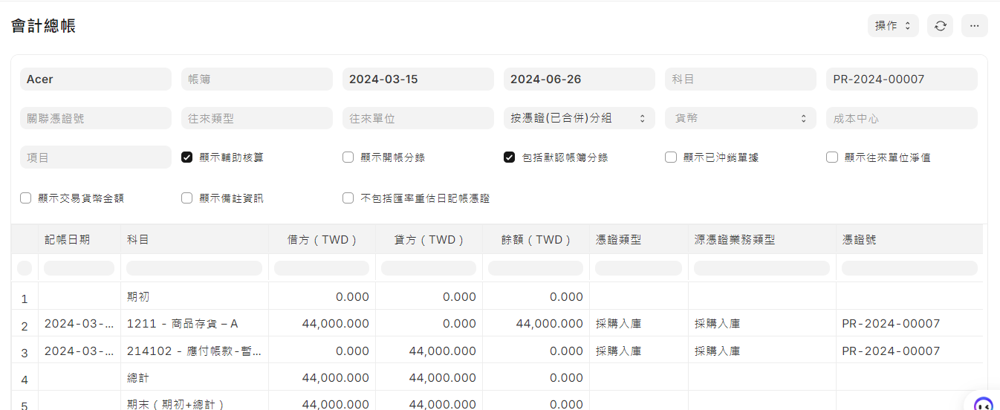 會計總帳
操作
Acer 帳簿 2024-03-15 2024-06-26 科目 PR-2024-00007
關聯憑證號 往來類型 往來單位 按憑證(已合併)分組 貨幣 成本中心
項目 顯示輔助核算 顯示開帳分錄 包括默認帳簿分錄 顯示已沖銷單據 顯示往來單位淨值
顯示交易貨幣金額 顯示備註資訊 不包括匯率重估日記帳憑證
記帳日期 科目 借方（TWD） 貸方（TWD） 餘額（TWD） 憑證類型 源憑證業務類型 憑證號
1 期初 0.000 0.000 0.000
2 2024-03-... 1211 - 商品存貨 – A 44,000.000 0.000 44,000.000 採購入庫 採購入庫 PR-2024-00007
3 2024-03-... 214102 - 應付帳款-暫... 0.000 44,000.000 0.000 採購入庫 採購入庫 PR-2024-00007
4 總計 44,000.000 44,000.000 0.000
5 期末（期初+總計） 44,000.000 44,000.000 0.000